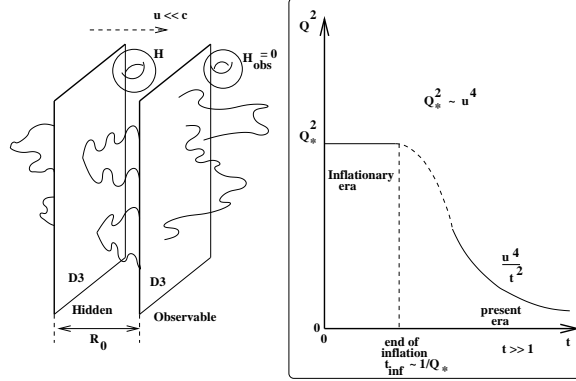 u << c
H
H obs = 0
D3
D3
Hidden
Observable
R_0
Q^2
Q_*^2 ~ u^4
Q_*^2
Inflationary
era
u^4
t^2
present
era
0
0
end of
inflation
t_inf ~ 1/Q_*
t >> 1
t